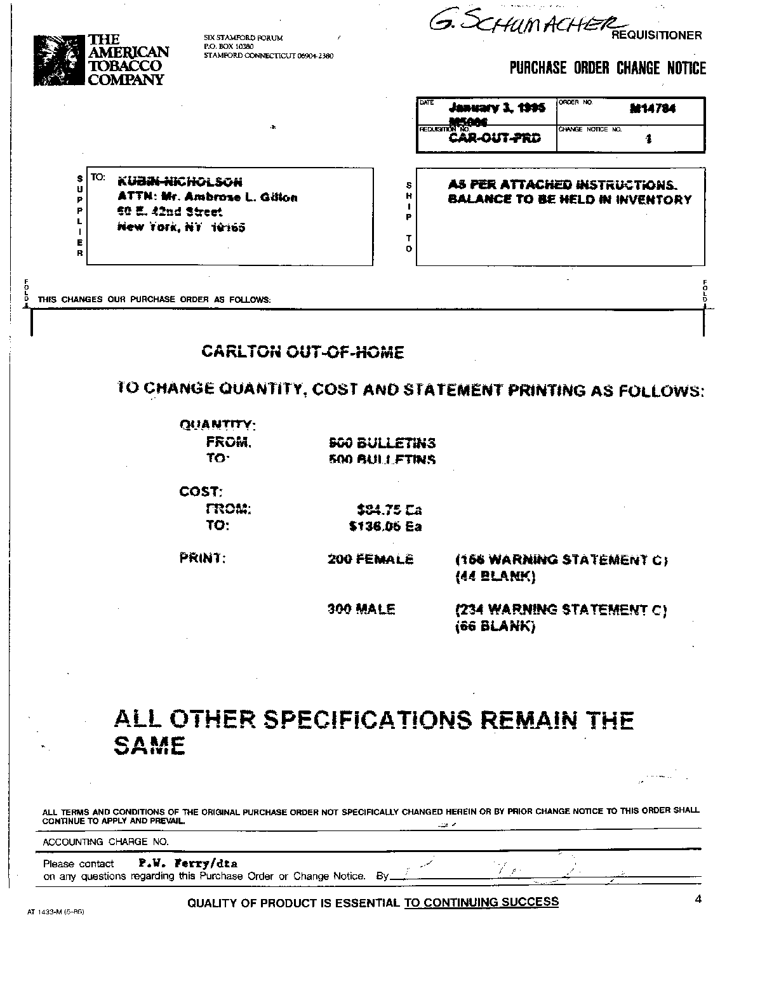 G. SCHUMACHER
REQUISITIONER
THE
AMERICAN
TOBACCO
COMPANY
SIX STAMFORD FORUM
P.O. BOX 10380
STAMFORD CONNECTICUT 06904-2380
PURCHASE ORDER CHANGE NOTICE
DATE January 3, 1995
ORDER NO. M14784
REQUISITION NO. M5006
CAR-OUT-PRD
CHANGE NOTICE NO. 1
SUPPLIER
TO: KUBIN-NICHOLSON
ATTN: Mr. Ambrose L. Gillon
60 E. 42nd Street
New York, NY 10165
SHIP TO
AS PER ATTACHED INSTRUCTIONS.
BALANCE TO BE HELD IN INVENTORY
FOLD
FOLD
THIS CHANGES OUR PURCHASE ORDER AS FOLLOWS:
CARLTON OUT-OF-HOME
TO CHANGE QUANTITY, COST AND STATEMENT PRINTING AS FOLLOWS:
QUANTITY:
FROM: BULLETINS
TO: 500 BULLETINS
COST:
FROM: $84.75 Ea
TO: $136.05 Ea
PRINT: 200 FEMALE (156 WARNING STATEMENT C)
(44 BLANK)
300 MALE (234 WARNING STATEMENT C)
(66 BLANK)
ALL OTHER SPECIFICATIONS REMAIN THE
SAME
ALL TERMS AND CONDITIONS OF THE ORIGINAL PURCHASE ORDER NOT SPECIFICALLY CHANGED HEREIN OR BY PRIOR CHANGE NOTICE TO THIS ORDER SHALL
CONTINUE TO APPLY AND PREVAIL.
ACCOUNTING CHARGE NO.
Please contact P.W. Ferry/dta
on any questions regarding this Purchase Order or Change Notice. By
QUALITY OF PRODUCT IS ESSENTIAL TO CONTINUING SUCCESS
4
AT 1433-M (5-86)